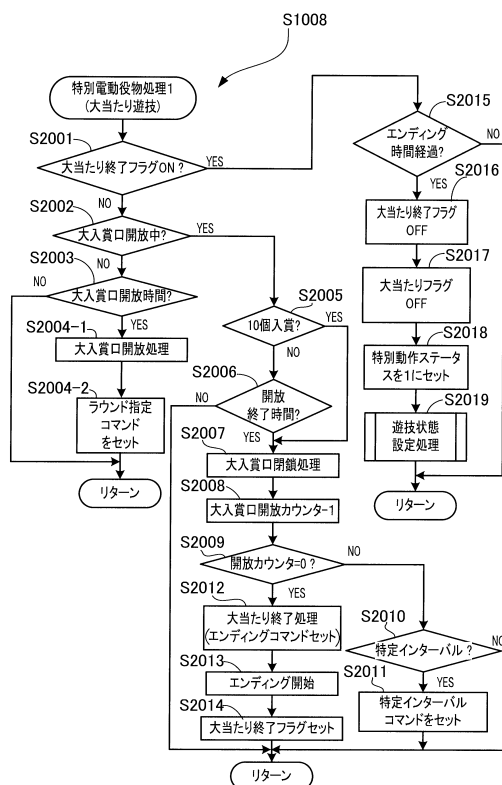 S1008
特別電動役物処理1
(大当たり遊技)
S2001
大当たり終了フラグON?
YES
NO
S2002
大入賞口開放中?
YES
NO
S2003
NO
大入賞口開放時間?
YES
S2004-1
大入賞口開放処理
S2004-2
ラウンド指定
コマンド
をセット
リターン
S2005
YES
10個入賞?
NO
S2006
NO
開放
終了時間?
YES
S2007
大入賞口閉鎖処理
S2008
大入賞口開放カウンタ-1
S2009
開放カウンタ=0?
NO
YES
S2012
大当たり終了処理
(エンディングコマンドセット)
S2013
エンディング開始
S2014
大当たり終了フラグセット
リターン
S2010
NO
特定インターバル?
YES
S2011
特定インターバル
コマンドをセット
S2015
NO
エンディング
時間経過?
YES
S2016
大当たり終了フラグ
OFF
S2017
大当たりフラグ
OFF
S2018
特別動作ステータ
スを1にセット
S2019
遊技状態
設定処理
リターン